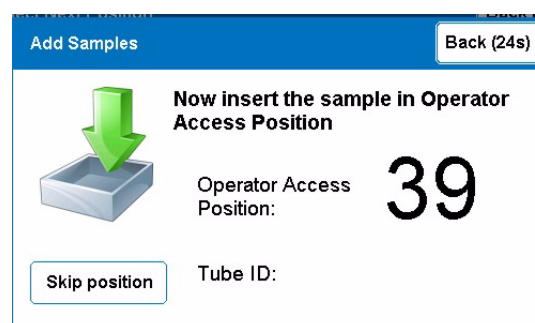 Add Samples
Back (24s)
Now insert the sample in Operator
Access Position
Operator Access
Position:
39
Skip position
Tube ID: